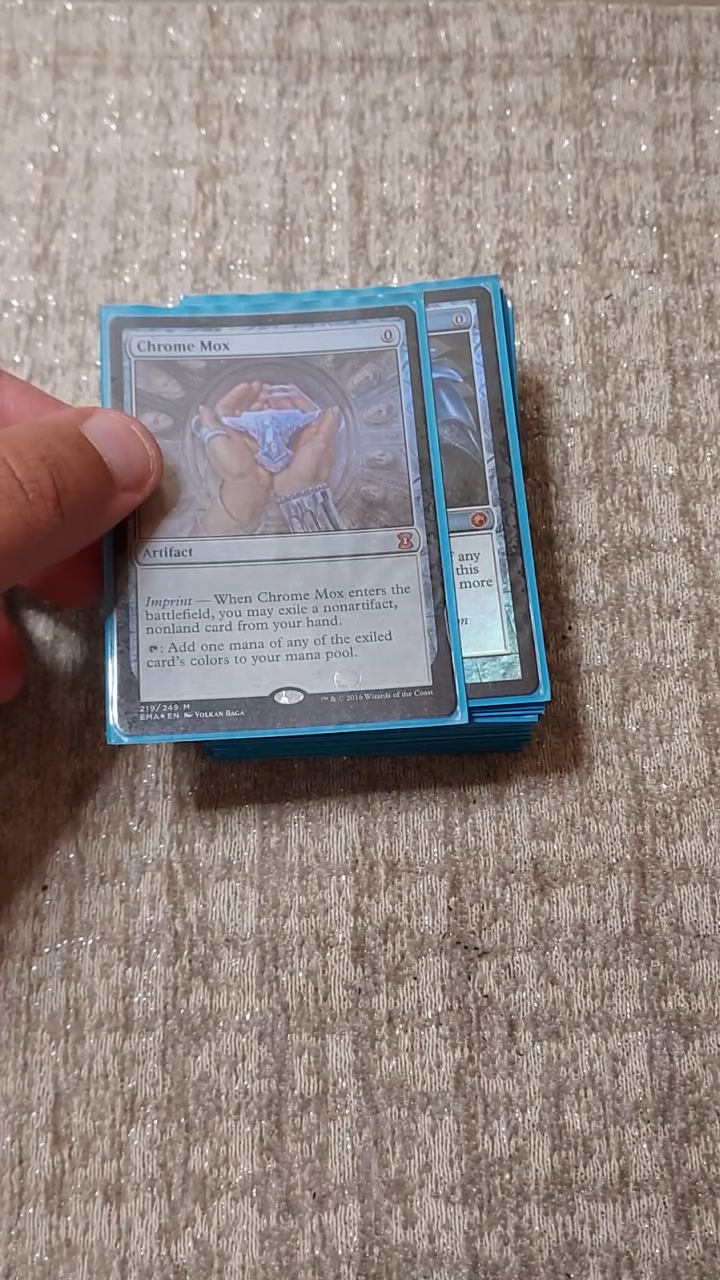 Chrome Mox 0
0
Artifact
Imprint — When Chrome Mox enters the
battlefield, you may exile a nonartifact,
nonland card from your hand.
: Add one mana of any of the exiled
card's colors to your mana pool.
219/249 M
EMA★EN VOLKAN BAGA
™ & © 2016 Wizards of the Coast
any
this
more